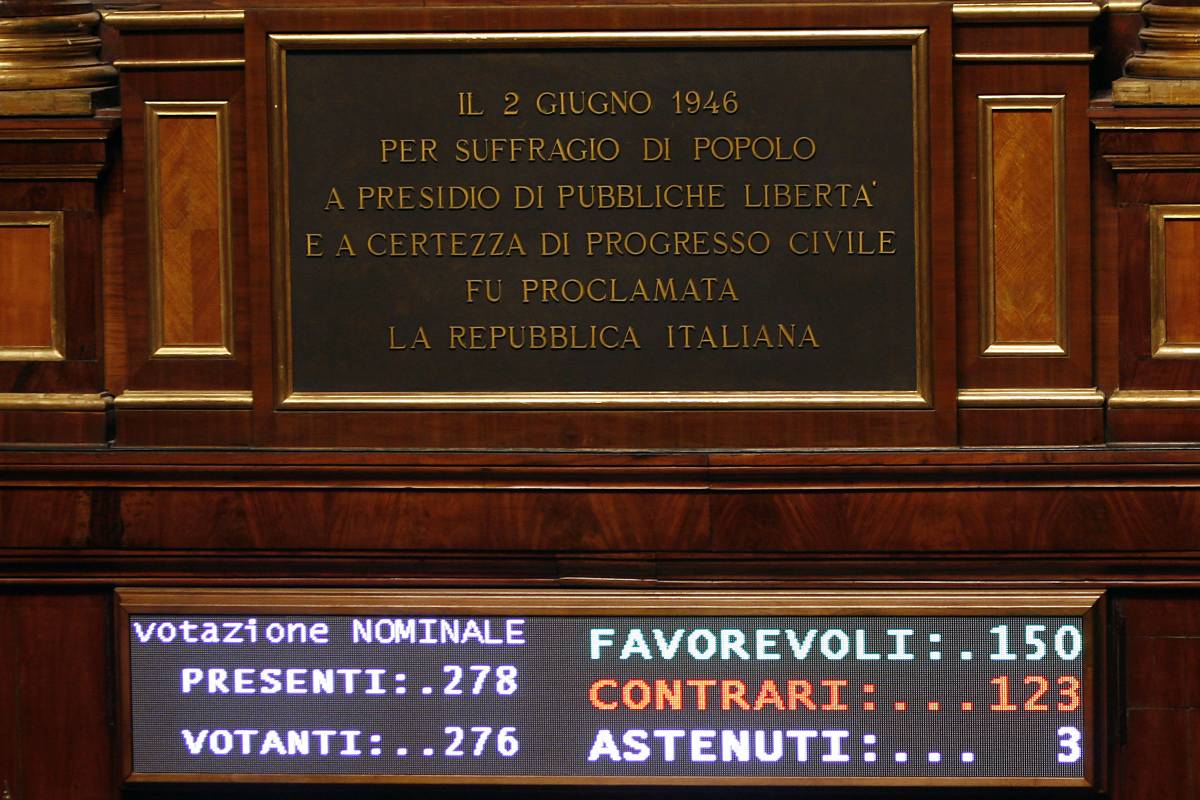 IL 2 GIUGNO 1946
PER SUFFRAGIO DI POPOLO
A PRESIDIO DI PUBBLICHE LIBERTA'
E A CERTEZZA DI PROGRESSO CIVILE
FU PROCLAMATA
LA REPUBBLICA ITALIANA
votazione NOMINALE
PRESENTI:.278
VOTANTI:..276
FAVOREVOLI:.150
CONTRARI:...123
ASTENUTI:... 3